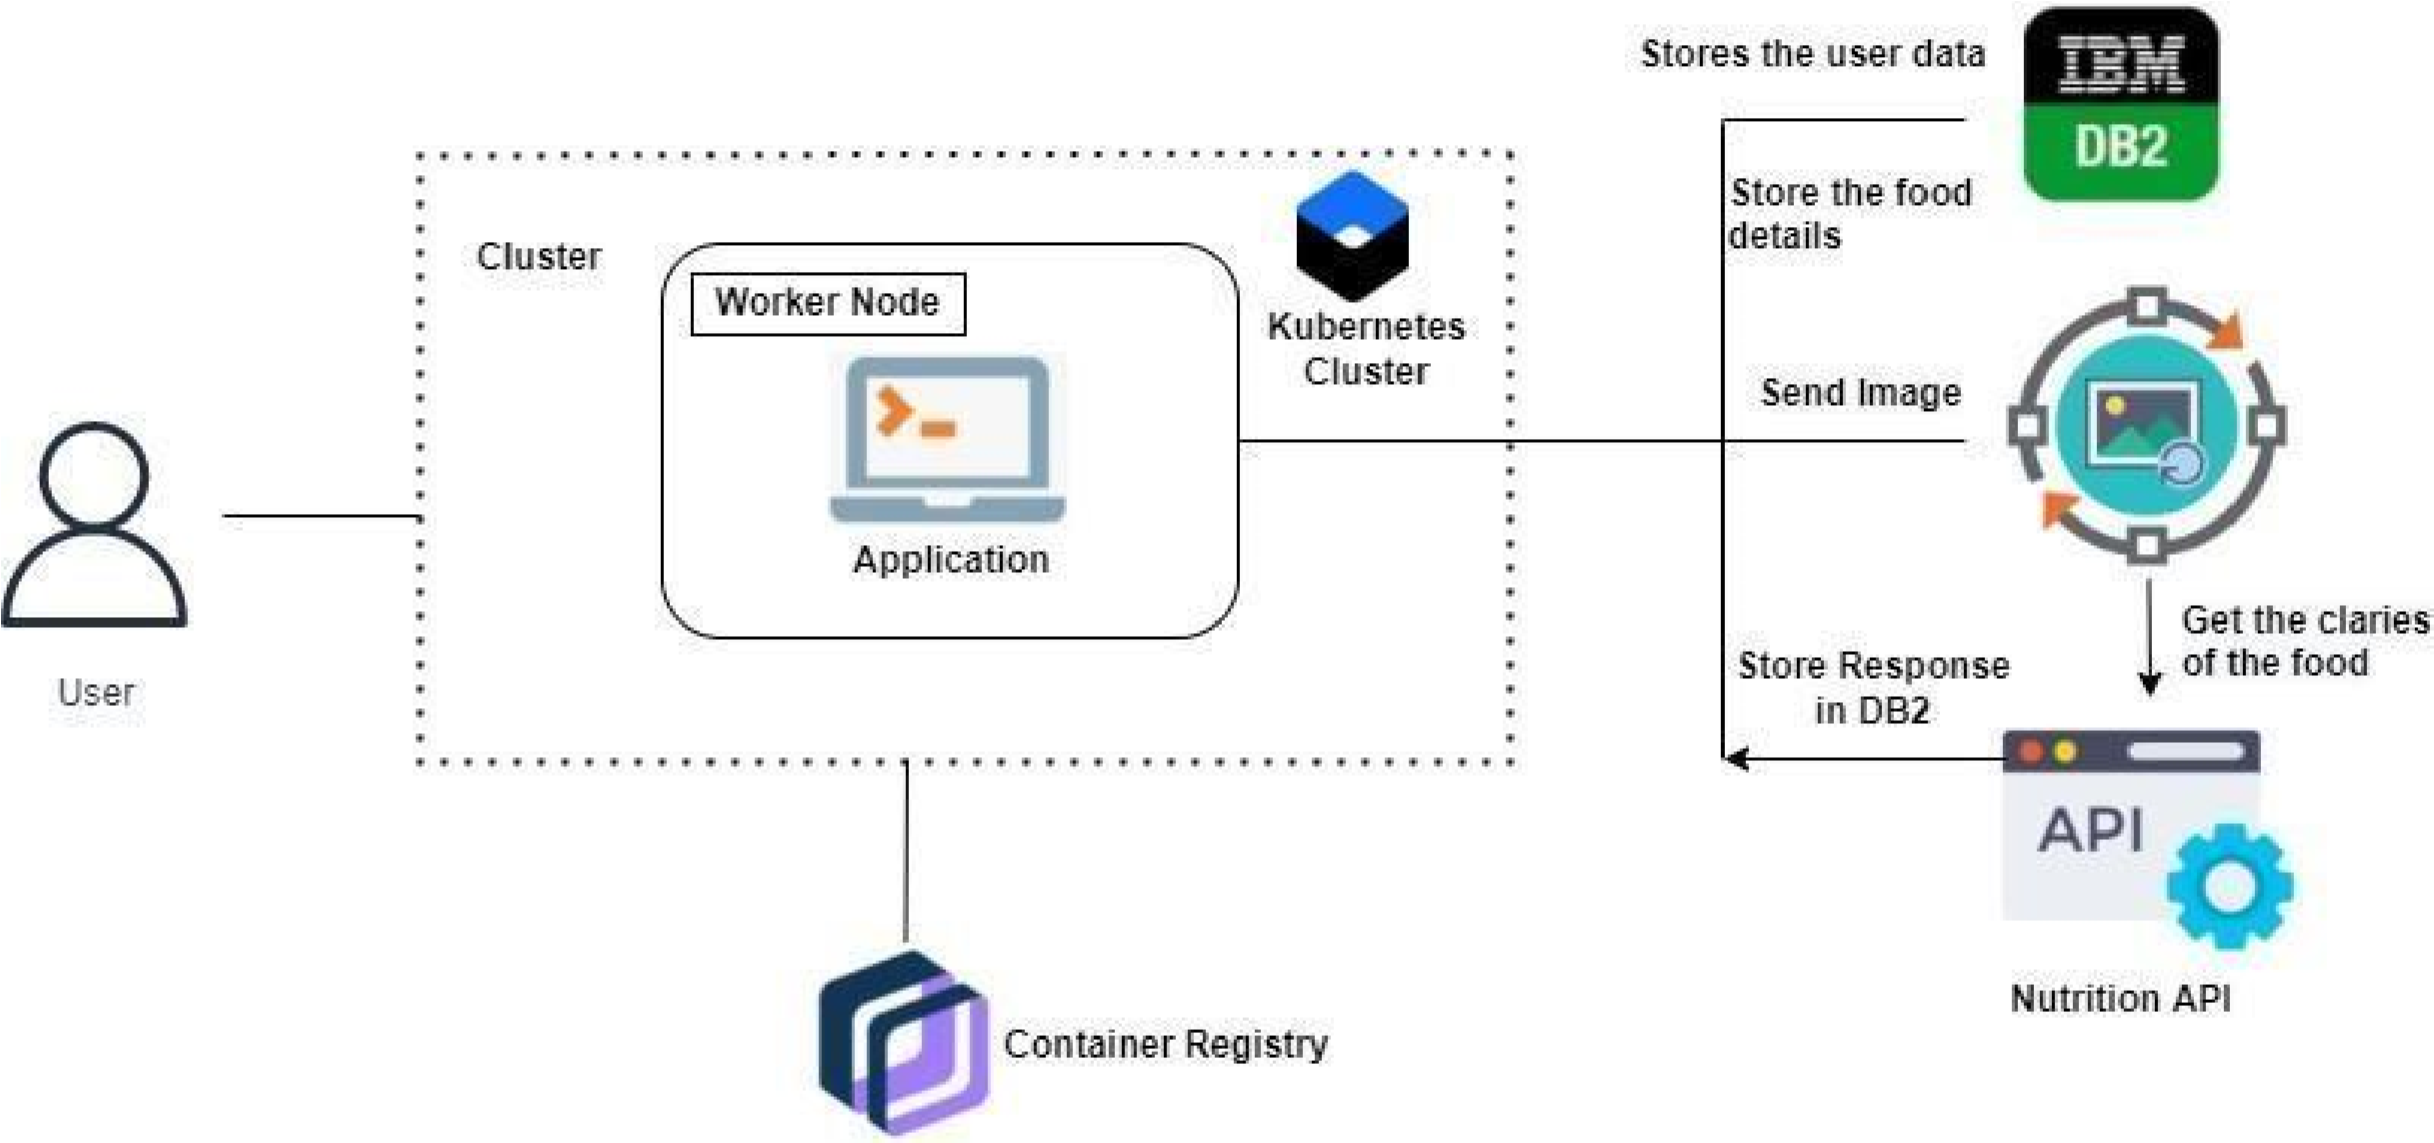 Stores the user data
IBM
DB2
Store the food
details
Cluster
Worker Node
Kubernetes
Cluster
Send Image
Application
User
Get the claries
of the food
Store Response
in DB2
API
Nutrition API
Container Registry